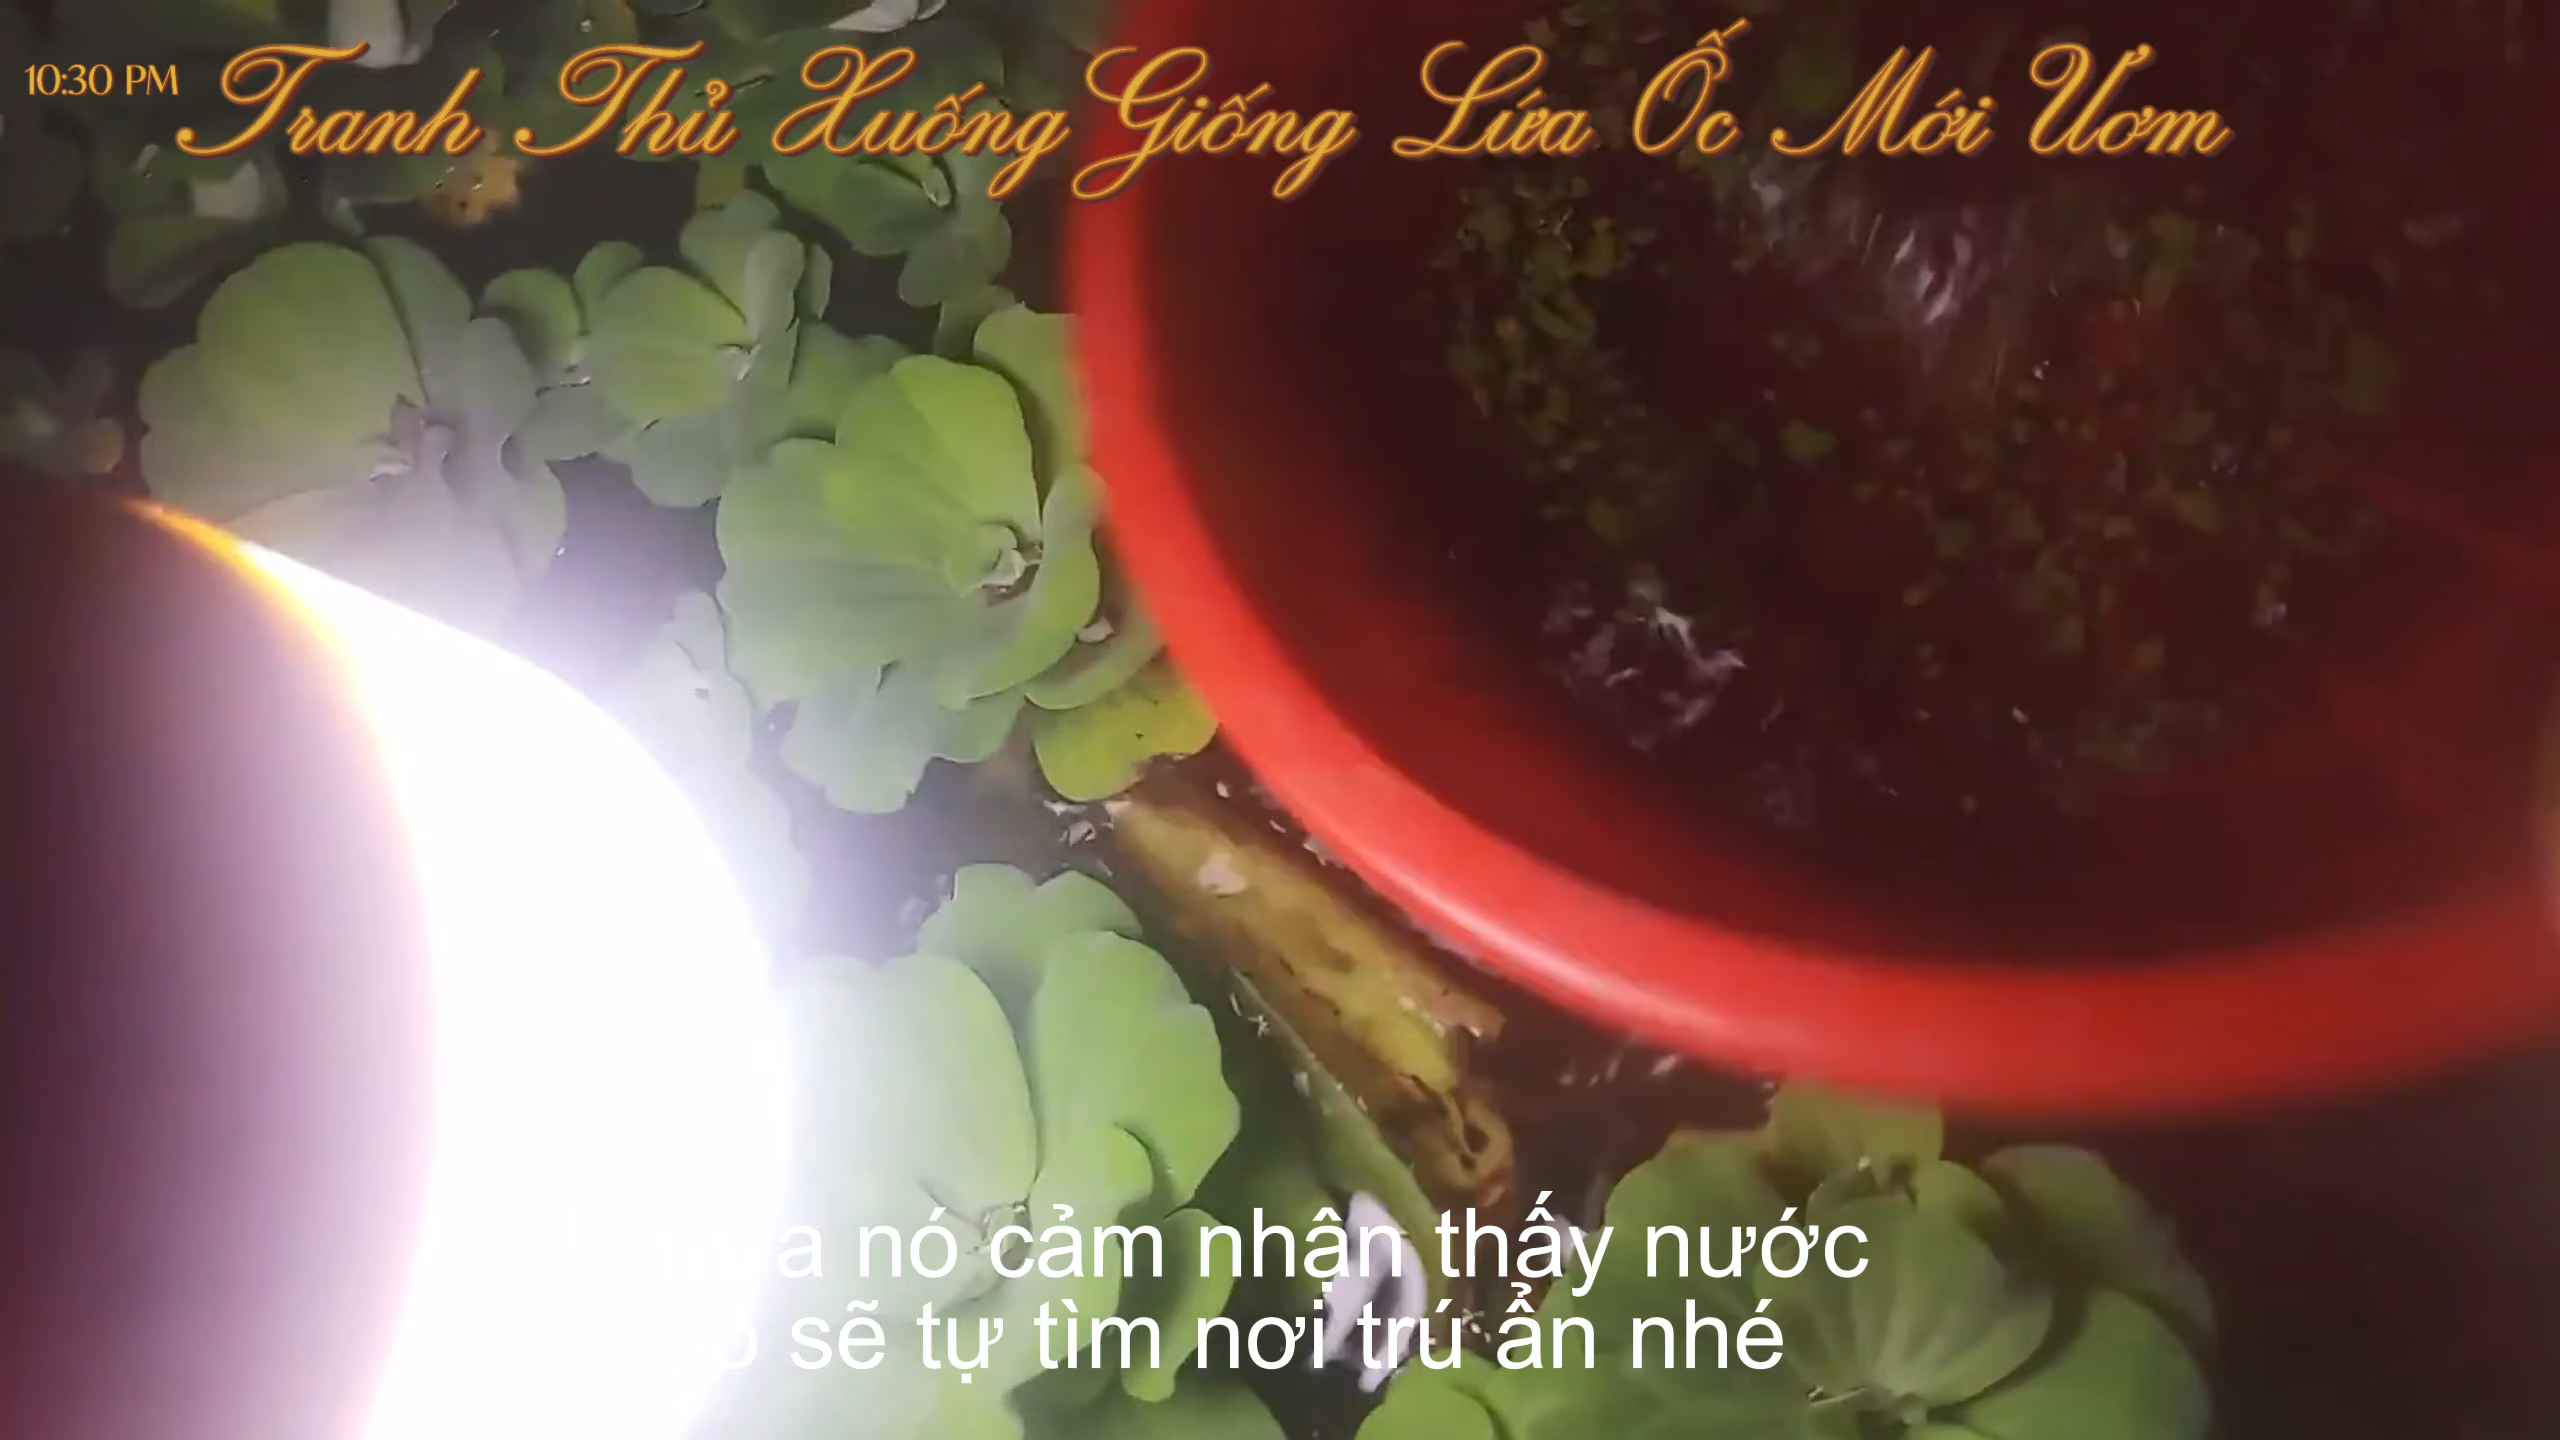 10:30 PM Tranh Thủ Xuống Giống Lứa Ốc Mới Ươm
nó cảm nhận thấy nước
sẽ tự tìm nơi trú ẩn nhé